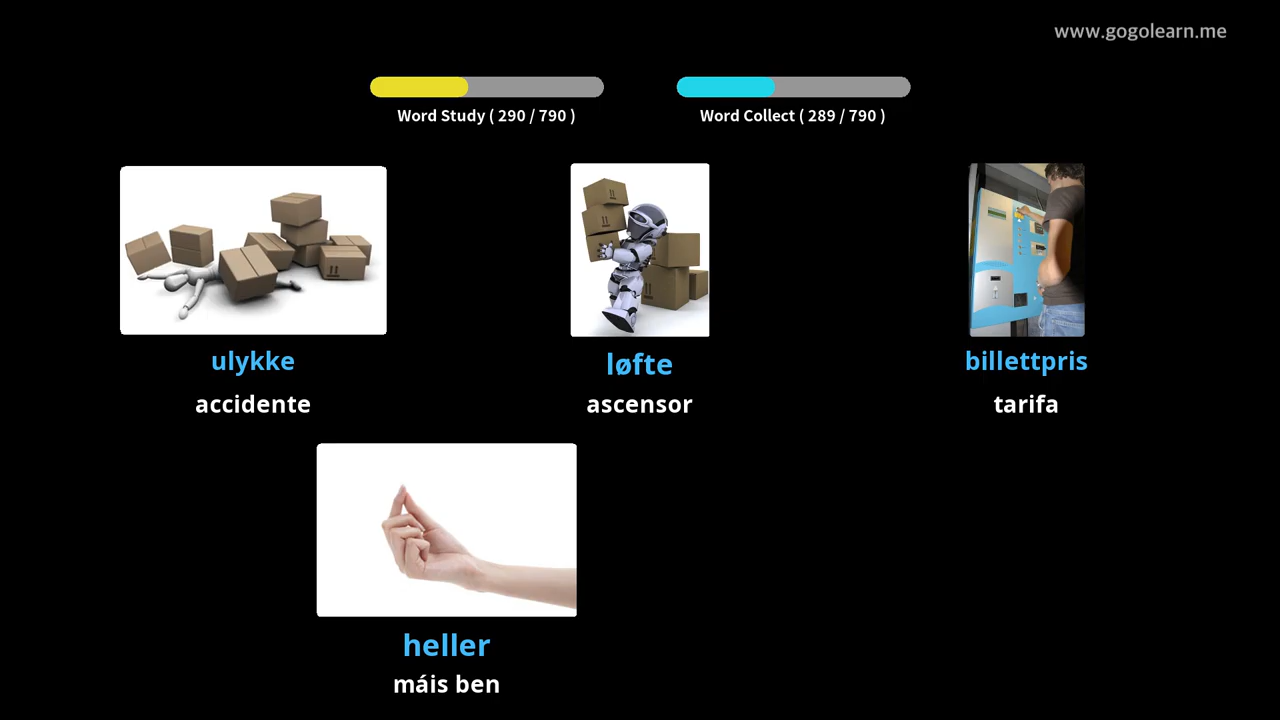 www.gogolearn.me
Word Study ( 290 / 790 )
Word Collect ( 289 / 790 )
ulykke
løfte
billettpris
accidente
ascensor
tarifa
heller
máis ben